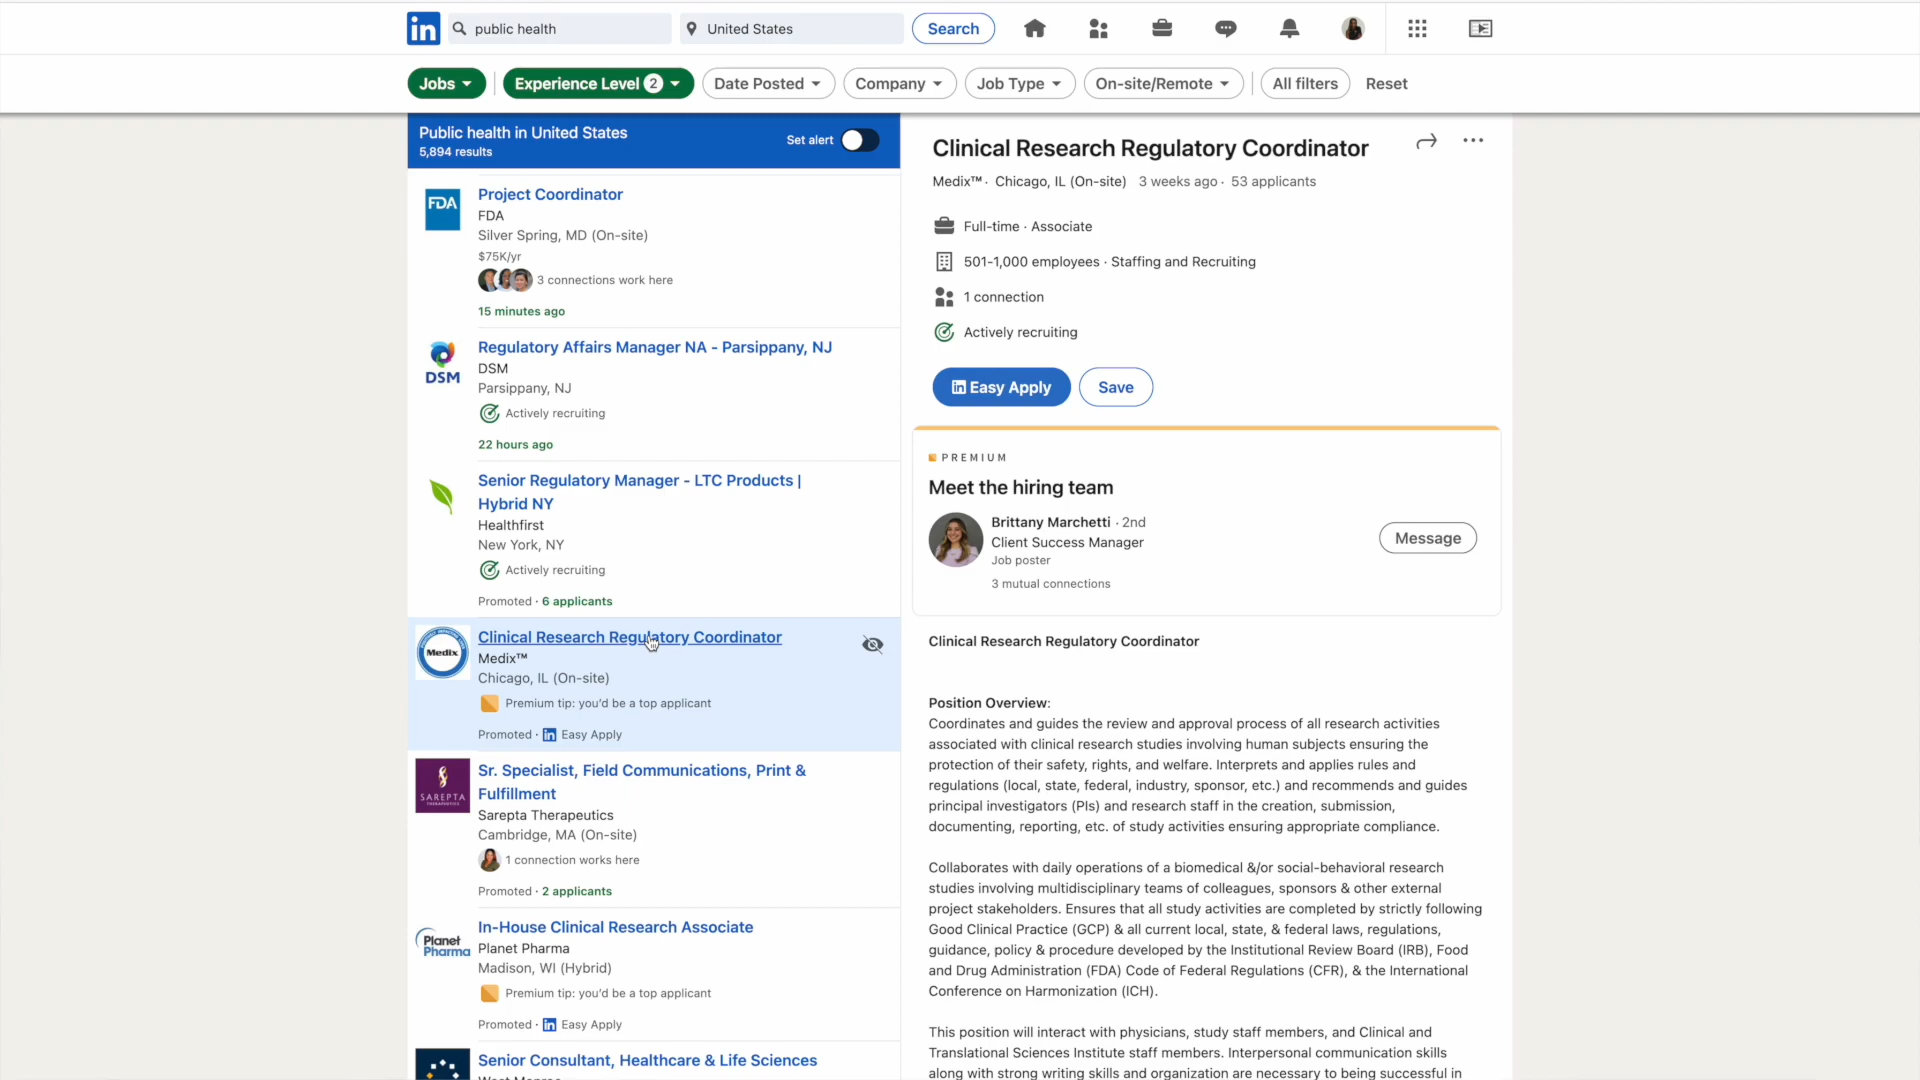 in
public health
United States
Search
Jobs
Experience Level 2
Date Posted
Company
Job Type
On-site/Remote
All filters
Reset
Public health in United States
5,894 results
Set alert
FDA
Project Coordinator
FDA
Silver Spring, MD (On-site)
$75K/yr
3 connections work here
15 minutes ago
DSM
Regulatory Affairs Manager NA - Parsippany, NJ
DSM
Parsippany, NJ
Actively recruiting
22 hours ago
Senior Regulatory Manager - LTC Products |
Hybrid NY
Healthfirst
New York, NY
Actively recruiting
Promoted · 6 applicants
Medix
Clinical Research Regulatory Coordinator
Medix™
Chicago, IL (On-site)
Premium tip: you'd be a top applicant
Promoted · in Easy Apply
SAREPTA
THERAPEUTICS
Sr. Specialist, Field Communications, Print &
Fulfillment
Sarepta Therapeutics
Cambridge, MA (On-site)
1 connection works here
Promoted · 2 applicants
Planet
Pharma
In-House Clinical Research Associate
Planet Pharma
Madison, WI (Hybrid)
Premium tip: you'd be a top applicant
Promoted · in Easy Apply
Senior Consultant, Healthcare & Life Sciences
Clinical Research Regulatory Coordinator
Medix™ · Chicago, IL (On-site) 3 weeks ago · 53 applicants
Full-time · Associate
501-1,000 employees · Staffing and Recruiting
1 connection
Actively recruiting
in Easy Apply
Save
PREMIUM
Meet the hiring team
Brittany Marchetti · 2nd
Client Success Manager
Job poster
3 mutual connections
Message
Clinical Research Regulatory Coordinator
Position Overview:
Coordinates and guides the review and approval process of all research activities
associated with clinical research studies involving human subjects ensuring the
protection of their safety, rights, and welfare. Interprets and applies rules and
regulations (local, state, federal, industry, sponsor, etc.) and recommends and guides
principal investigators (PIs) and research staff in the creation, submission,
documenting, reporting, etc. of study activities ensuring appropriate compliance.
Collaborates with daily operations of a biomedical &/or social-behavioral research
studies involving multidisciplinary teams of colleagues, sponsors & other external
project stakeholders. Ensures that all study activities are completed by strictly following
Good Clinical Practice (GCP) & all current local, state, & federal laws, regulations,
guidance, policy & procedure developed by the Institutional Review Board (IRB), Food
and Drug Administration (FDA) Code of Federal Regulations (CFR), & the International
Conference on Harmonization (ICH).
This position will interact with physicians, study staff members, and Clinical and
Translational Sciences Institute staff members. Interpersonal communication skills
along with strong writing skills and organization are necessary to being successful in